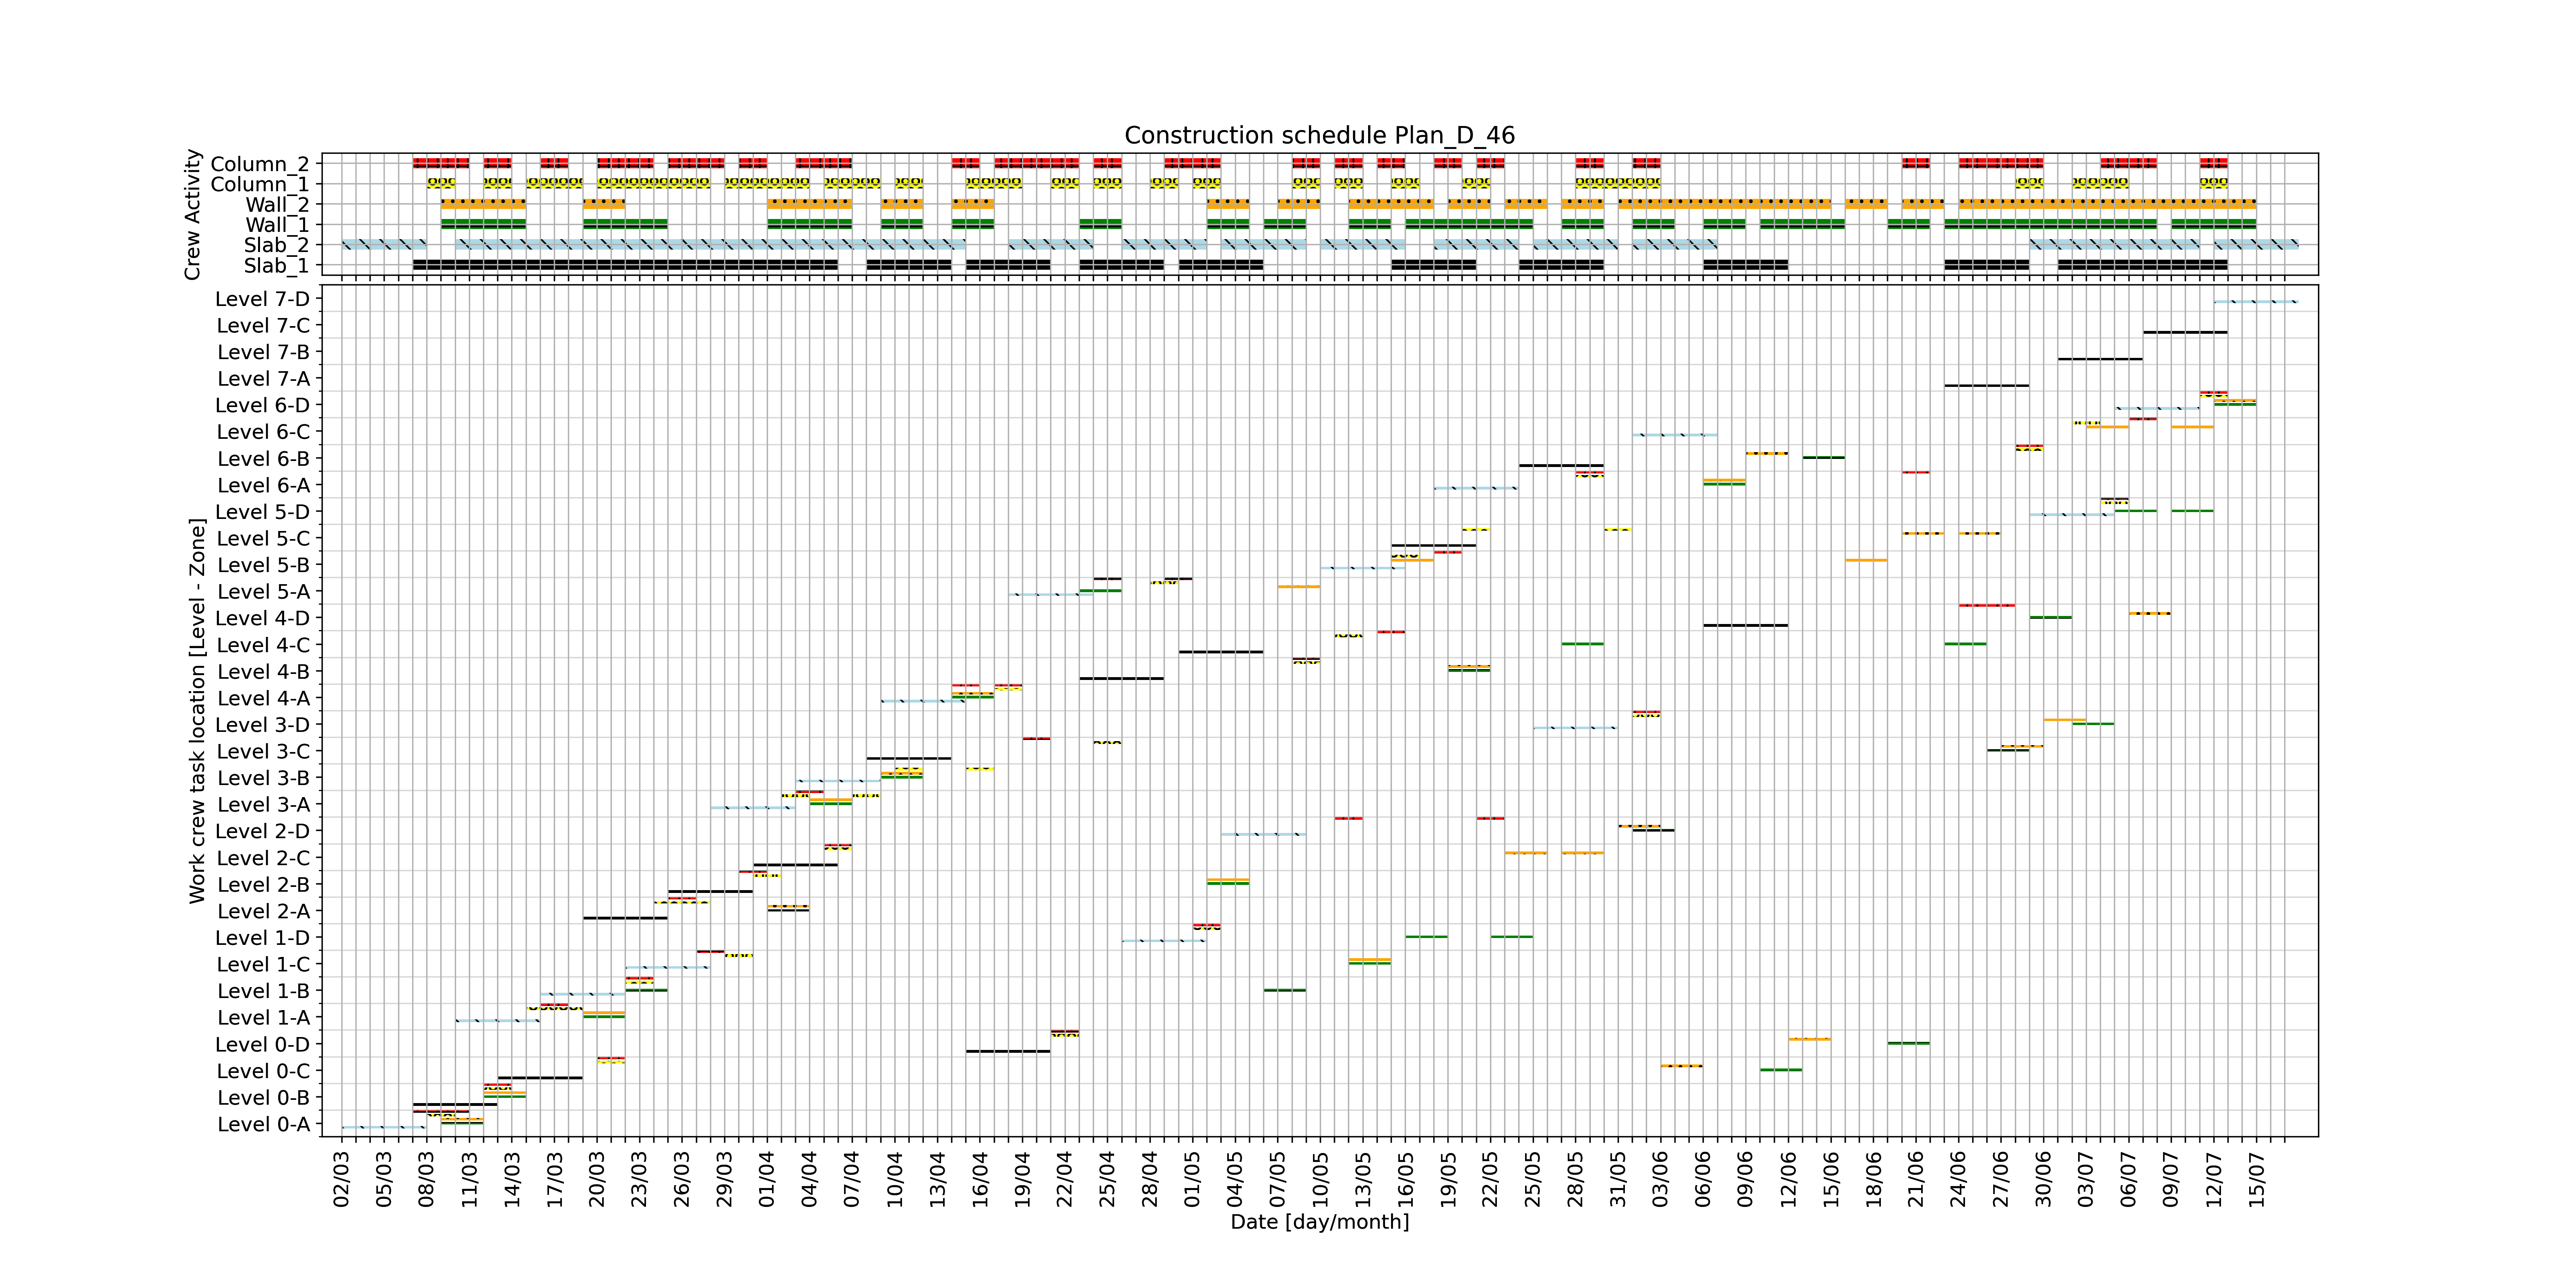 Construction schedule Plan_D_46
Crew Activity
Column_2
Column_1
Wall_2
Wall_1
Slab_2
Slab_1
Work crew task location [Level - Zone]
Level 7-D
Level 7-C
Level 7-B
Level 7-A
Level 6-D
Level 6-C
Level 6-B
Level 6-A
Level 5-D
Level 5-C
Level 5-B
Level 5-A
Level 4-D
Level 4-C
Level 4-B
Level 4-A
Level 3-D
Level 3-C
Level 3-B
Level 3-A
Level 2-D
Level 2-C
Level 2-B
Level 2-A
Level 1-D
Level 1-C
Level 1-B
Level 1-A
Level 0-D
Level 0-C
Level 0-B
Level 0-A
02/03
05/03
08/03
11/03
14/03
17/03
20/03
23/03
26/03
29/03
01/04
04/04
07/04
10/04
13/04
16/04
19/04
22/04
25/04
28/04
01/05
04/05
07/05
10/05
13/05
16/05
19/05
22/05
25/05
28/05
31/05
03/06
06/06
09/06
12/06
15/06
18/06
21/06
24/06
27/06
30/06
03/07
06/07
09/07
12/07
15/07
Date [day/month]